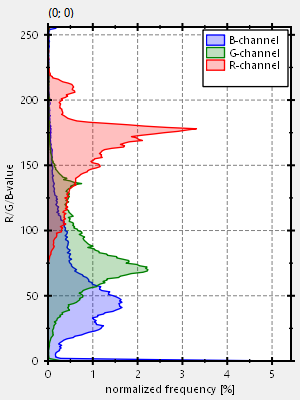 (0; 0)
B-channel
G-channel
R-channel
250
200
150
100
50
0
R/G/B-value
0 1 2 3 4 5
normalized frequency [%]